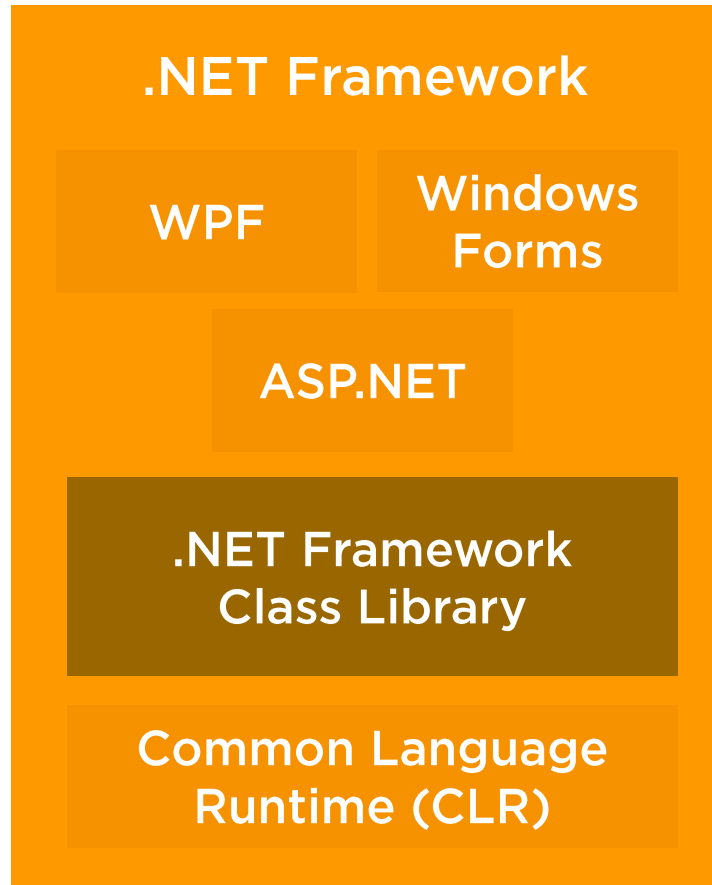 .NET Framework
WPF
Windows
Forms
ASP.NET
.NET Framework
Class Library
Common Language
Runtime (CLR)